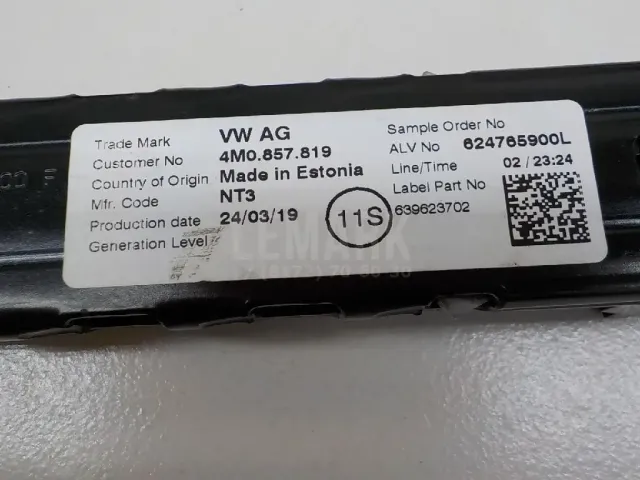 Trade Mark VW AG
Customer No 4M0.857.819
Country of Origin Made in Estonia
Mfr. Code NT3
Production date 24/03/19
Generation Level
11S
Sample Order No
ALV No 624765900L
Line/Time 02 / 23:24
Label Part No
639623702
LEMARK